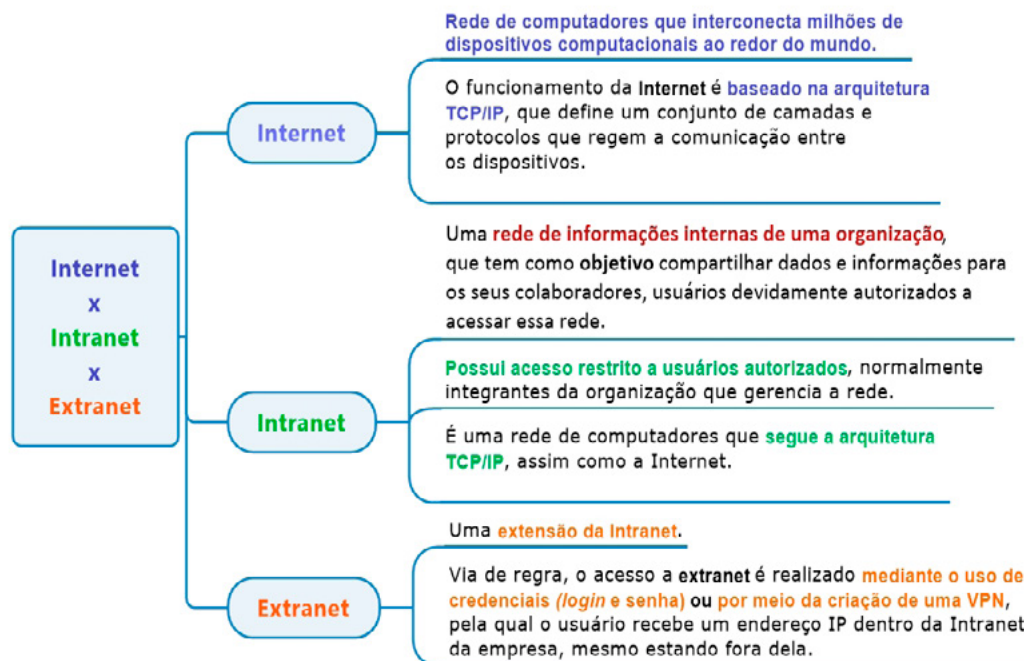 Internet
x
Intranet
x
Extranet
Internet
Rede de computadores que interconecta milhões de
dispositivos computacionais ao redor do mundo.
O funcionamento da Internet é baseado na arquitetura
TCP/IP, que define um conjunto de camadas e
protocolos que regem a comunicação entre
os dispositivos.
Intranet
Uma rede de informações internas de uma organização,
que tem como objetivo compartilhar dados e informações para
os seus colaboradores, usuários devidamente autorizados a
acessar essa rede.
Possui acesso restrito a usuários autorizados, normalmente
integrantes da organização que gerencia a rede.
É uma rede de computadores que segue a arquitetura
TCP/IP, assim como a Internet.
Extranet
Uma extensão da Intranet.
Via de regra, o acesso a extranet é realizado mediante o uso de
credenciais (login e senha) ou por meio da criação de uma VPN,
pela qual o usuário recebe um endereço IP dentro da Intranet
da empresa, mesmo estando fora dela.